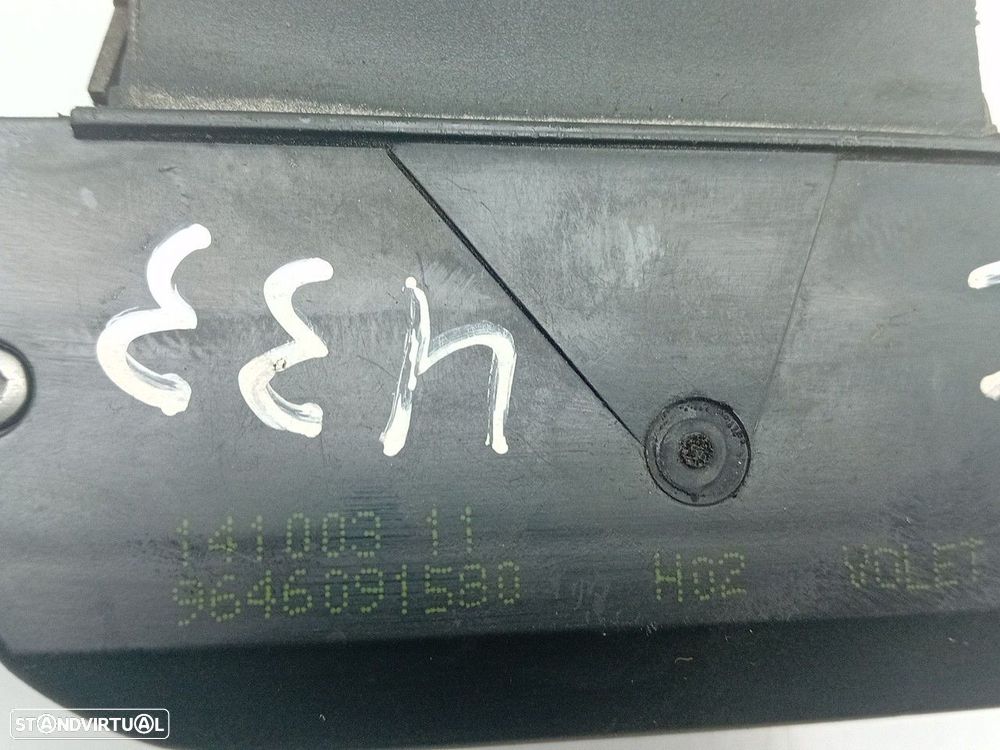 433
141003 11
9646091580 H02 VOLET
STANDVIRTUAL